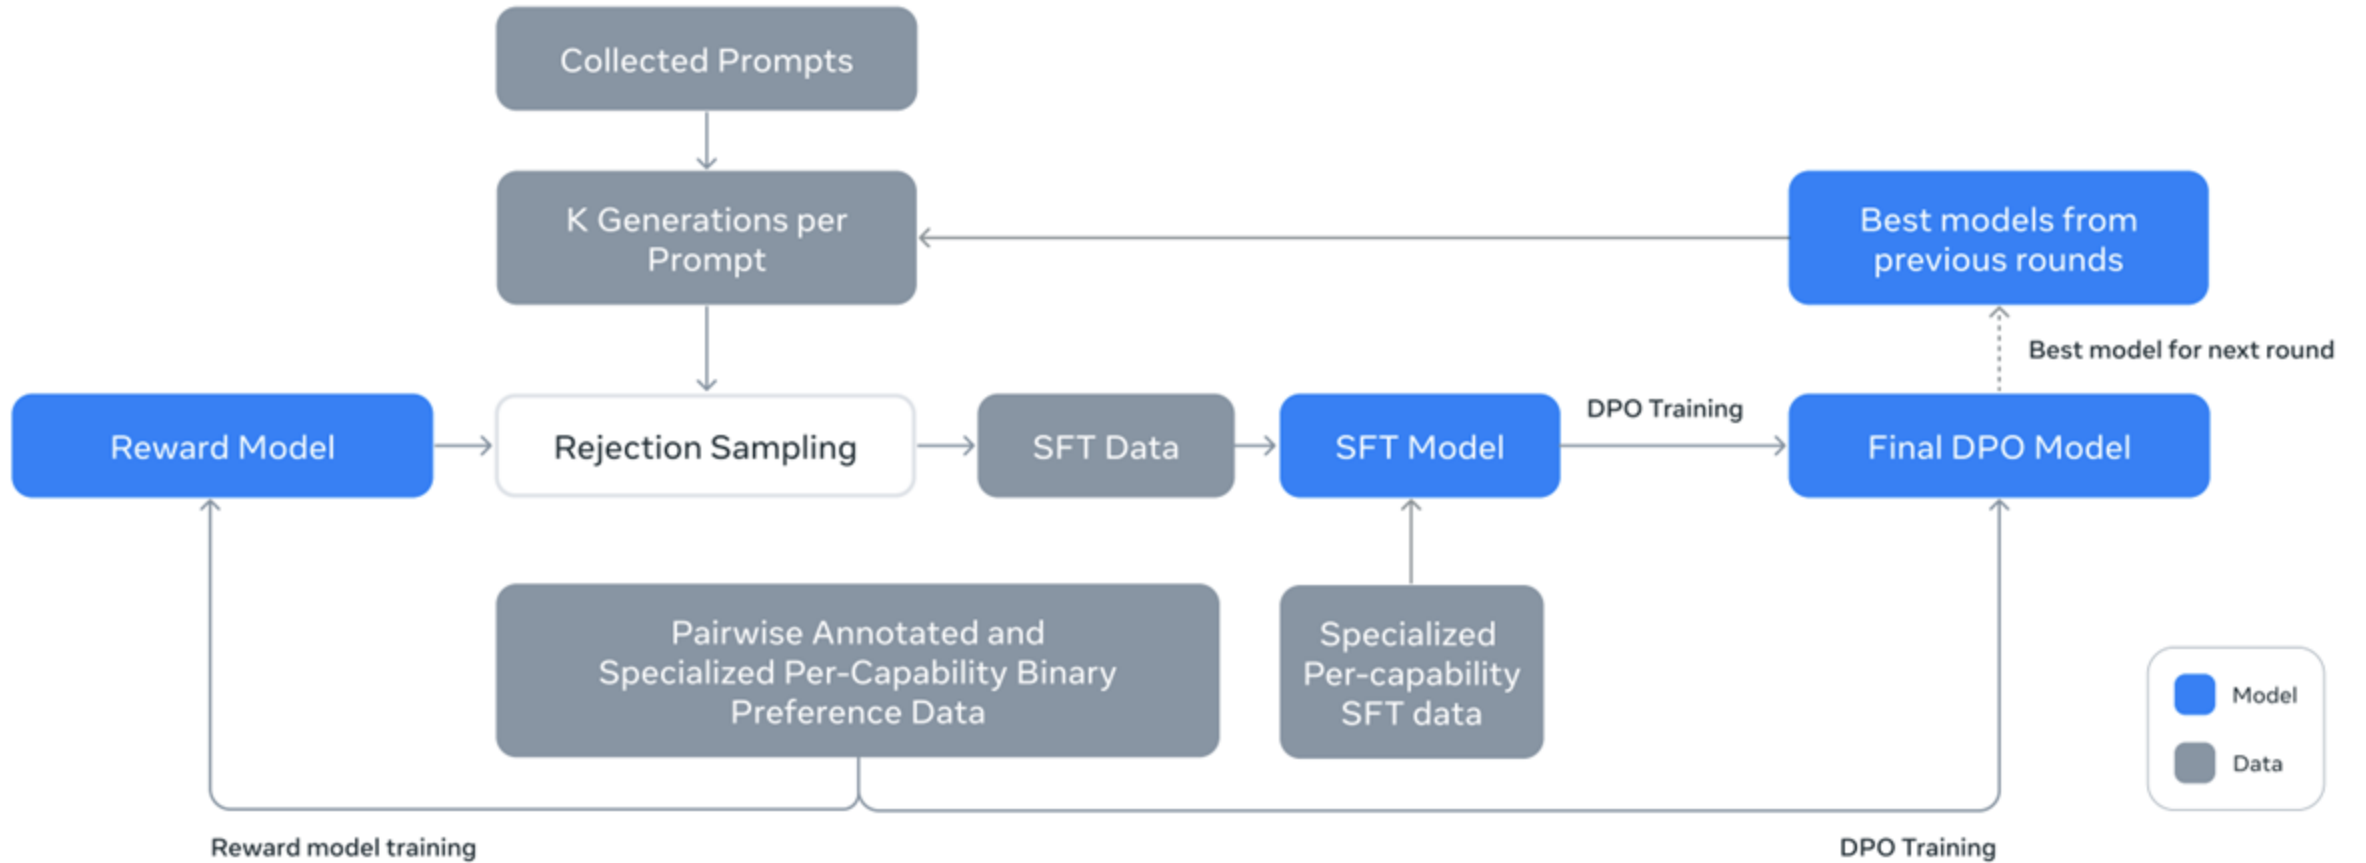 Collected Prompts
K Generations per
Prompt
Best models from
previous rounds
Best model for next round
Reward Model
Rejection Sampling
SFT Data
SFT Model
DPO Training
Final DPO Model
Pairwise Annotated and
Specialized Per-Capability Binary
Preference Data
Specialized
Per-capability
SFT data
Model
Data
Reward model training
DPO Training